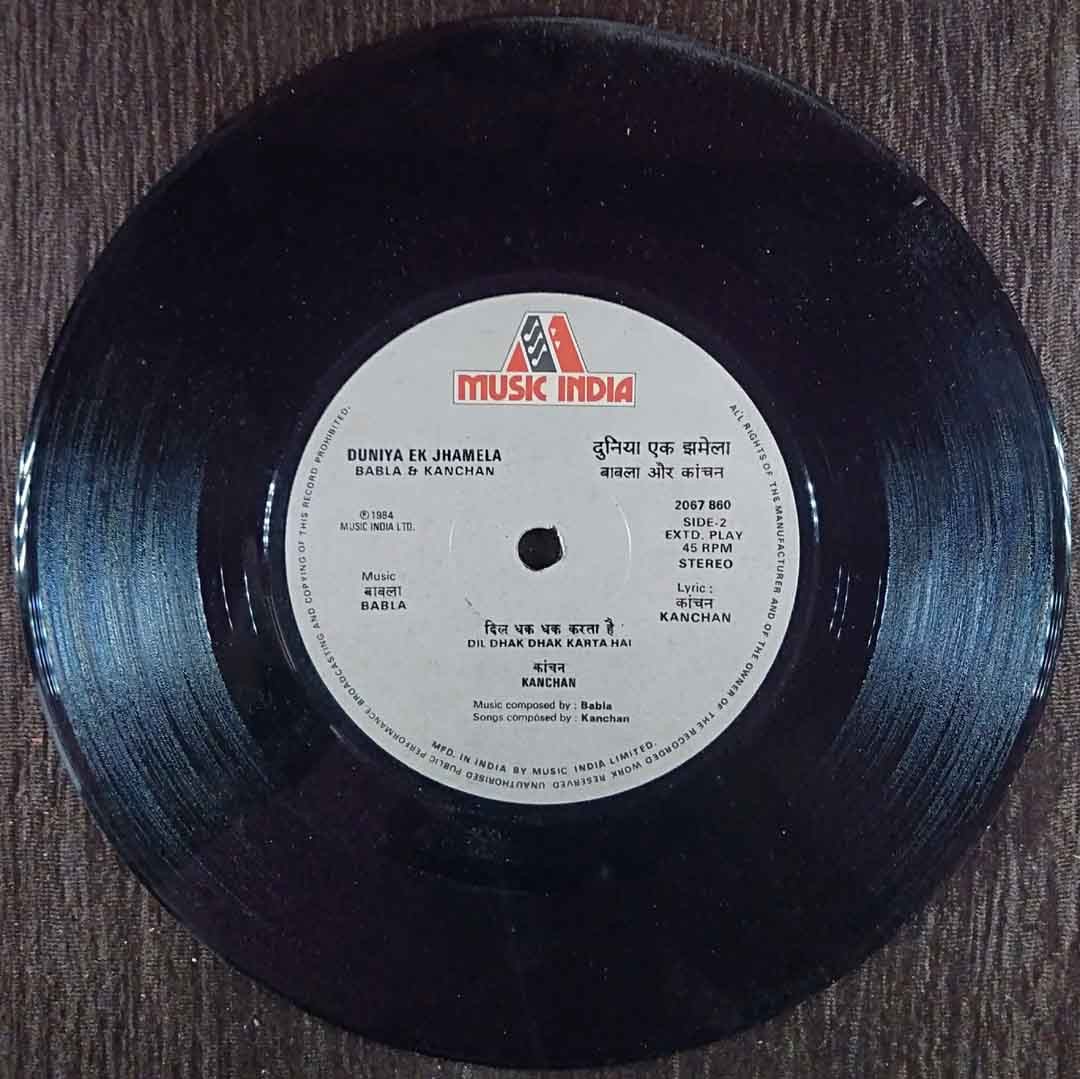 MUSIC INDIA
DUNIYA EK JHAMELA
BABLA & KANCHAN
दुनिया एक झमेला
बाबला और कांचन
℗ 1984
MUSIC INDIA LTD.
2067 860
SIDE-2
EXTD. PLAY
45 RPM
STEREO
Music
बाबला
BABLA
Lyric :
कांचन
KANCHAN
दिल धक धक करता है
DIL DHAK DHAK KARTA HAI
कांचन
KANCHAN
Music composed by : Babla
Songs composed by : Kanchan
MFD. IN INDIA BY MUSIC INDIA LIMITED.
ALL RIGHTS OF THE MANUFACTURER AND OF THE OWNER OF THE RECORDED WORK RESERVED UNAUTHORISED PUBLIC PERFORMANCE BROADCASTING AND COPYING OF THIS RECORD PROHIBITED.